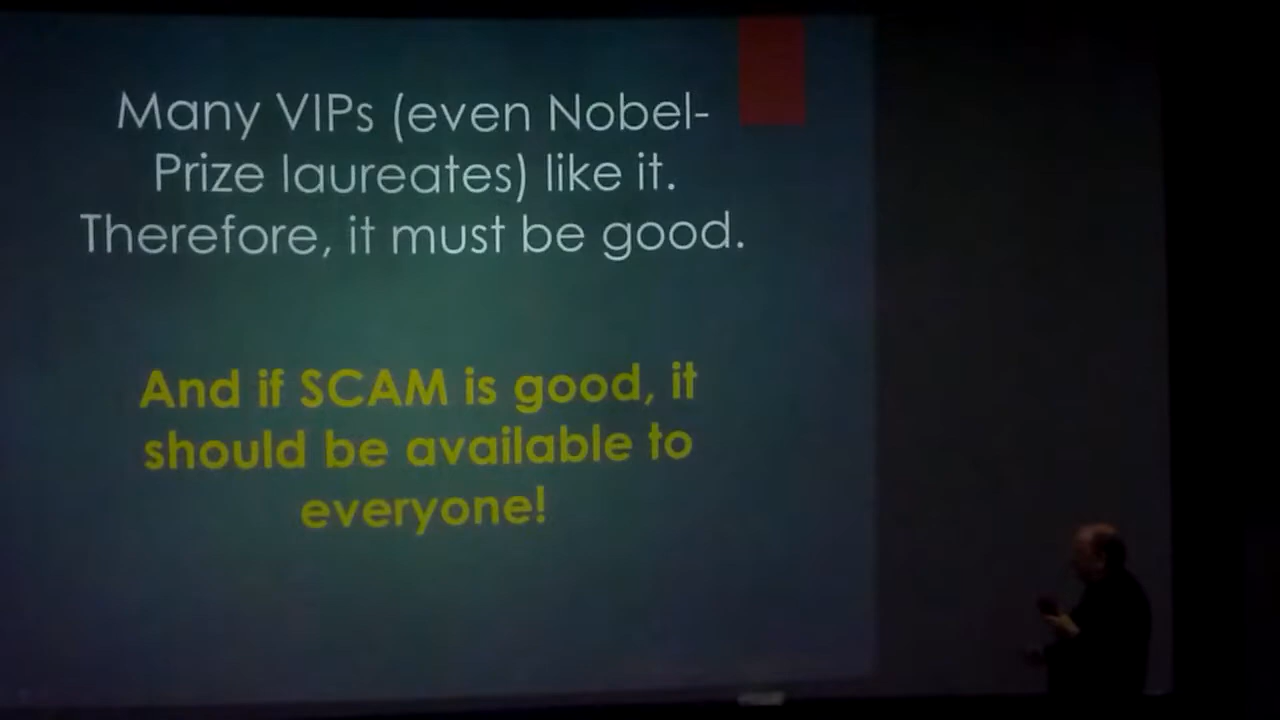 Many VIPs (even Nobel-
Prize laureates) like it.
Therefore, it must be good.
And if SCAM is good, it
should be available to
everyone!